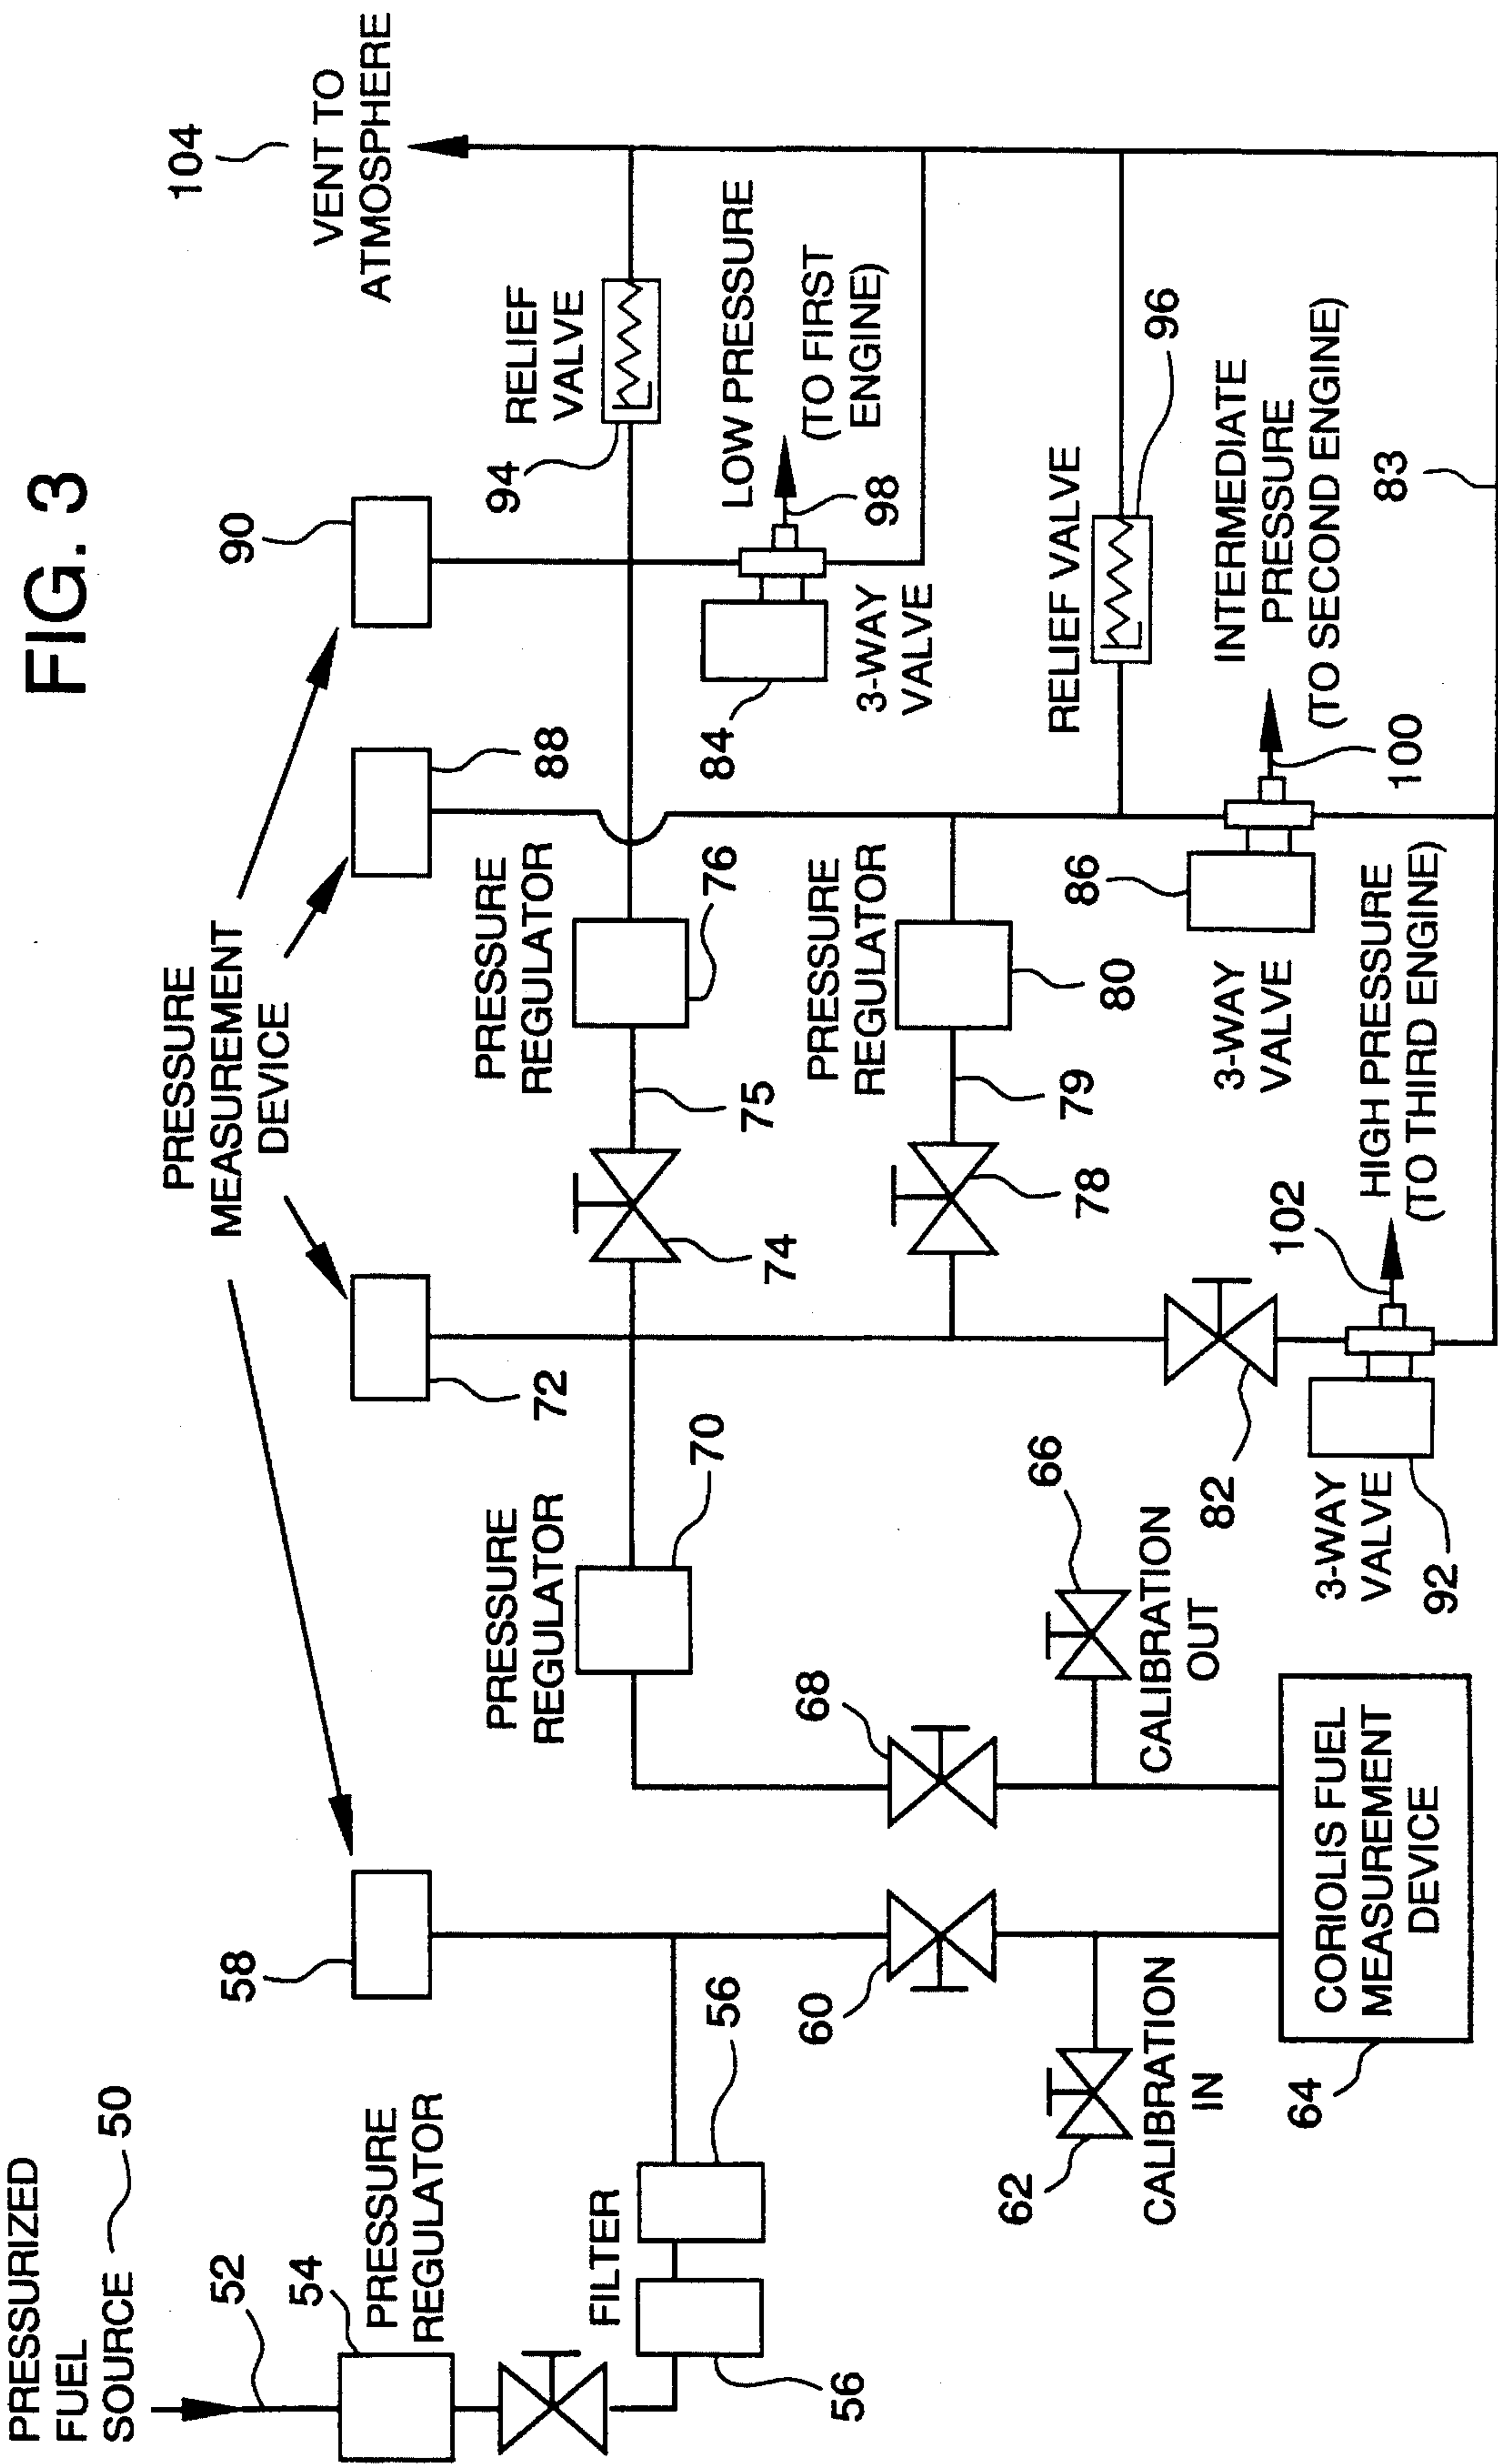 FIG. 3
PRESSURIZED
FUEL
SOURCE
50
52
54
PRESSURE
REGULATOR
FILTER
56
56
58
60
62
CALIBRATION
IN
64
CORIOLIS FUEL
MEASUREMENT
DEVICE
66
CALIBRATION
OUT
68
PRESSURE
REGULATOR
70
PRESSURE
MEASUREMENT
DEVICE
72
74
75
PRESSURE
REGULATOR
76
78
79
PRESSURE
REGULATOR
80
82
3-WAY
VALVE
92
102
HIGH PRESSURE
(TO THIRD ENGINE)
88
90
RELIEF
VALVE
94
84
3-WAY
VALVE
98
LOW PRESSURE
(TO FIRST
ENGINE)
RELIEF VALVE
96
86
3-WAY
VALVE
100
INTERMEDIATE
PRESSURE
(TO SECOND ENGINE)
83
104
VENT TO
ATMOSPHERE